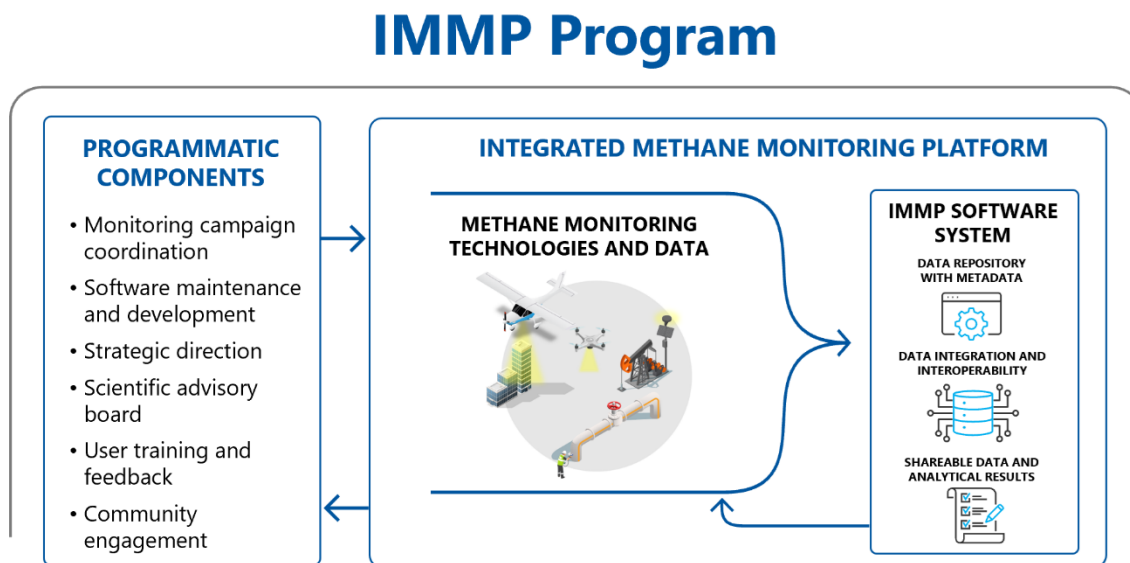 IMMP Program
PROGRAMMATIC
COMPONENTS
• Monitoring campaign
coordination
• Software maintenance
and development
• Strategic direction
• Scientific advisory
board
• User training and
feedback
• Community
engagement
INTEGRATED METHANE MONITORING PLATFORM
METHANE MONITORING
TECHNOLOGIES AND DATA
IMMP SOFTWARE
SYSTEM
DATA REPOSITORY
WITH METADATA
DATA INTEGRATION AND
INTEROPERABILITY
SHAREABLE DATA AND
ANALYTICAL RESULTS